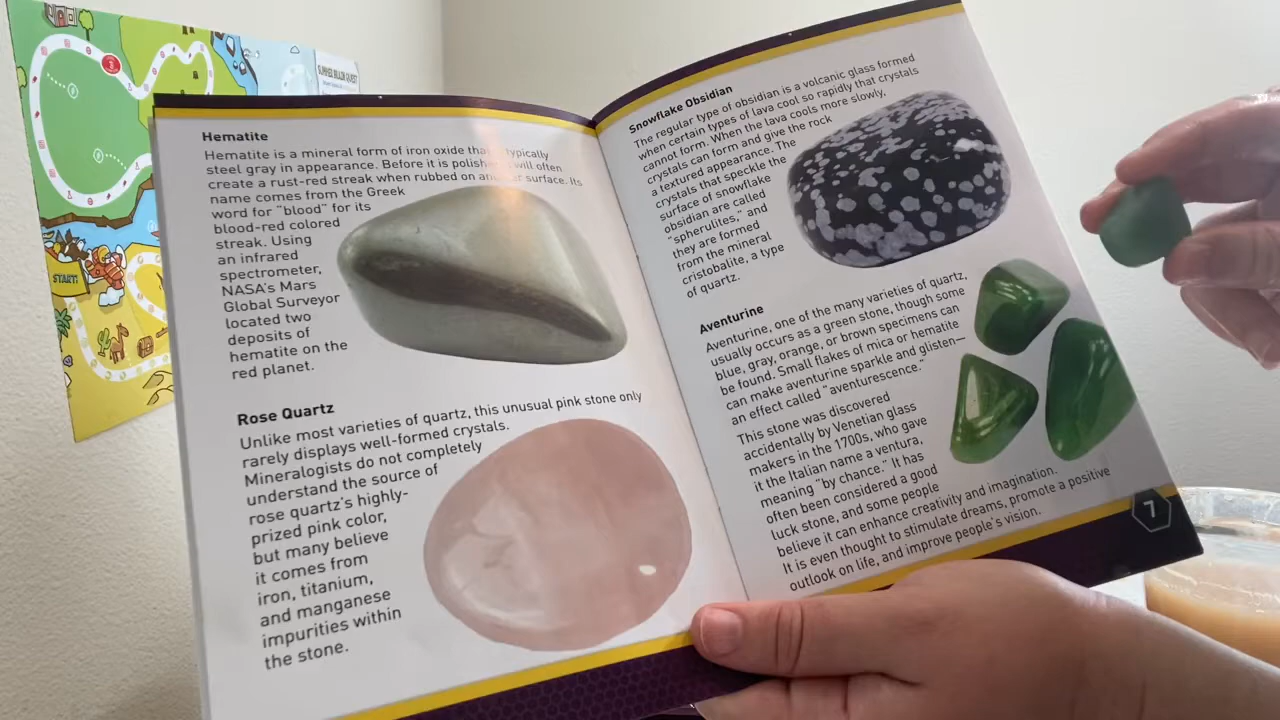 SUMMER BRAIN QUEST
START!
Hematite
Hematite is a mineral form of iron oxide that typically
steel gray in appearance. Before it is polished will often
create a rust-red streak when rubbed on another surface. Its
name comes from the Greek
word for "blood" for its
blood-red colored
streak. Using
an infrared
spectrometer,
NASA's Mars
Global Surveyor
located two
deposits of
hematite on the
red planet.
Rose Quartz
Unlike most varieties of quartz, this unusual pink stone only
rarely displays well-formed crystals.
Mineralogists do not completely
understand the source of
rose quartz's highly-
prized pink color,
but many believe
it comes from
iron, titanium,
and manganese
impurities within
the stone.
Snowflake Obsidian
The regular type of obsidian is a volcanic glass formed
when certain types of lava cool so rapidly that crystals
cannot form. When the lava cools more slowly,
crystals can form and give the rock
a textured appearance. The
crystals that speckle the
surface of snowflake
obsidian are called
"spherulites," and
they are formed
from the mineral
cristobalite, a type
of quartz.
Aventurine
Aventurine, one of the many varieties of quartz,
usually occurs as a green stone, though some
blue, gray, orange, or brown specimens can
be found. Small flakes of mica or hematite
can make aventurine sparkle and glisten—
an effect called "aventurescence."
This stone was discovered
accidentally by Venetian glass
makers in the 1700s, who gave
it the Italian name a ventura,
meaning "by chance." It has
often been considered a good
luck stone, and some people
believe it can enhance creativity and imagination.
It is even thought to stimulate dreams, promote a positive
outlook on life, and improve people's vision.
7